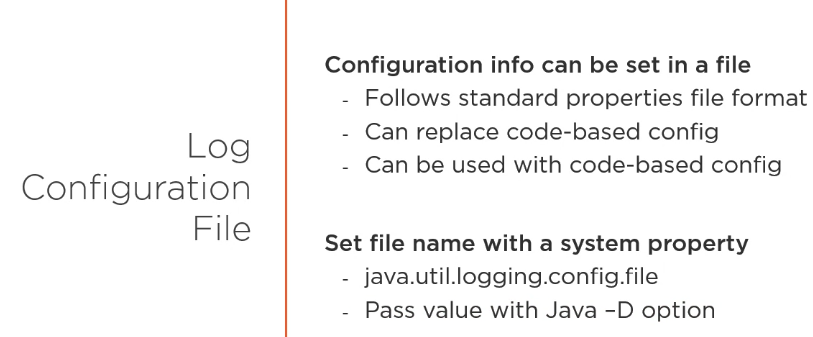 Log
Configuration
File
Configuration info can be set in a file
- Follows standard properties file format
- Can replace code-based config
- Can be used with code-based config
Set file name with a system property
- java.util.logging.config.file
- Pass value with Java –D option